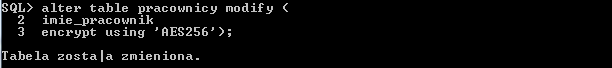 SQL> alter table pracownicy modify (
  2  imie_pracownik
  3  encrypt using 'AES256');
Tabela zosta|a zmieniona.